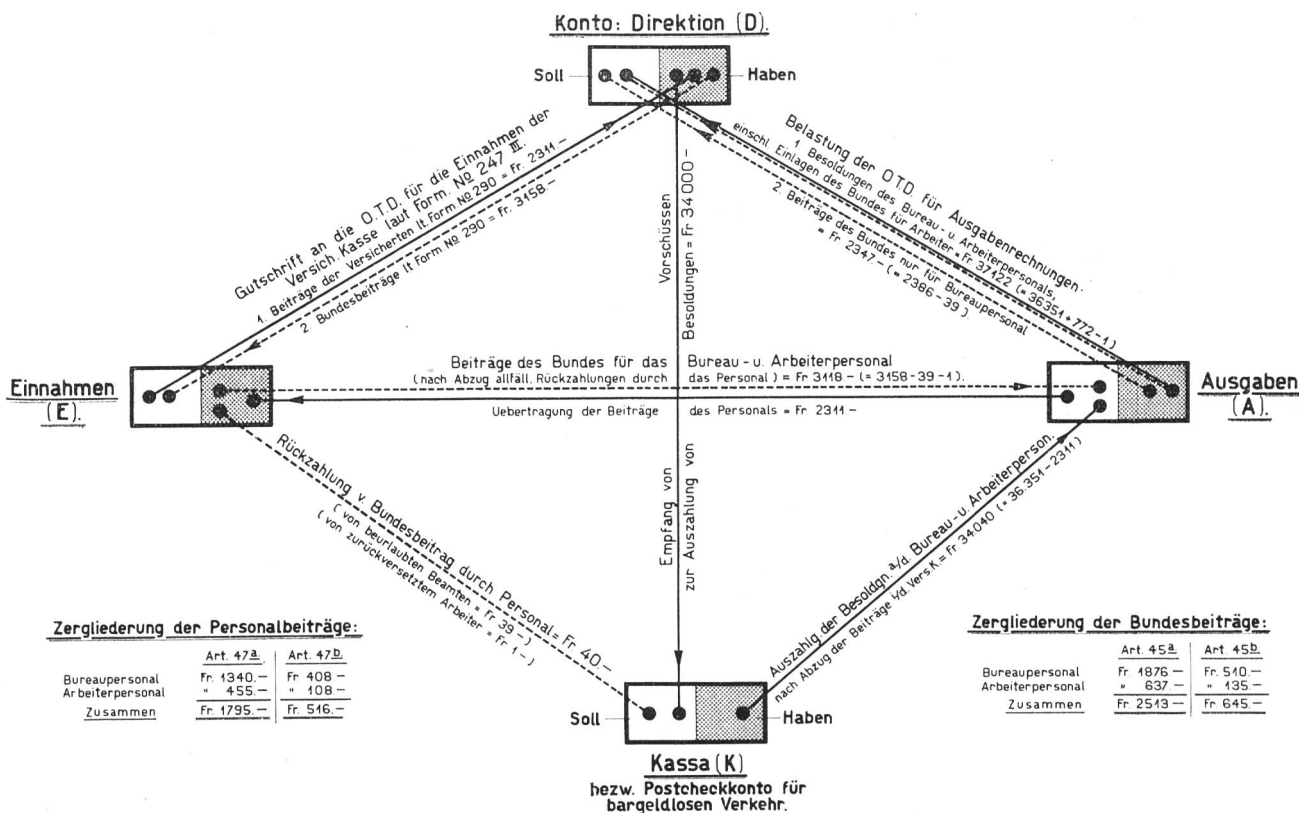 Konto: Direktion (D).
Soll
Haben
Gutschrift an die O.T.D. für die Einnahmen der
Versich. Kasse laut Form. No 247 III.
1. Beiträge der Versicherten lt. Form No 290 = Fr. 2311.-
2. Bundesbeiträge lt Form No 290 = Fr. 3158.-
Vorschüssen
Besoldungen = Fr 34000-
Belastung der O.T.D. für Ausgabenrechnungen.
1. Besoldungen des Bureau- u. Arbeiterpersonals,
einschl. Einlagen des Bundes für Arbeiter = Fr 37122 (= 36351 + 772 - 1)
2. Beiträge des Bundes nur für Bureaupersonal
= Fr 2347.- (= 2386 - 39)
Einnahmen
(E).
Beiträge des Bundes für das Bureau- u. Arbeiterpersonal
(nach Abzug allfäll. Rückzahlungen durch das Personal) = Fr 3118 - (= 3158 - 39 - 1).
Uebertragung der Beiträge des Personals = Fr 2311.-
Ausgaben
(A).
Rückzahlung v. Bundesbeitrag durch Personal = Fr 40.-
(von beurlaubten Beamten = Fr 39 -)
(von zurückversetztem Arbeiter = Fr 1 -)
Empfang von
zur Auszahlung von
Auszahlg. der Besoldgn. a/d. Bureau- u. Arbeiterperson.
nach Abzug der Beiträge i/d. Vers. K. = Fr 34040 (= 36.351 - 2311)
Zergliederung der Personalbeiträge:
Art. 47a Art. 47b
Bureaupersonal Fr. 1340.- Fr. 408 -
Arbeiterpersonal " 455.- " 108 -
Zusammen Fr. 1795.- Fr. 516.-
Zergliederung der Bundesbeiträge:
Art. 45a Art. 45b
Bureaupersonal Fr 1876 - Fr. 510.-
Arbeiterpersonal " 637.- " 135.-
Zusammen Fr 2513 - Fr 645.-
Soll
Haben
Kassa (K)
bezw. Postcheckkonto für
bargeldlosen Verkehr.